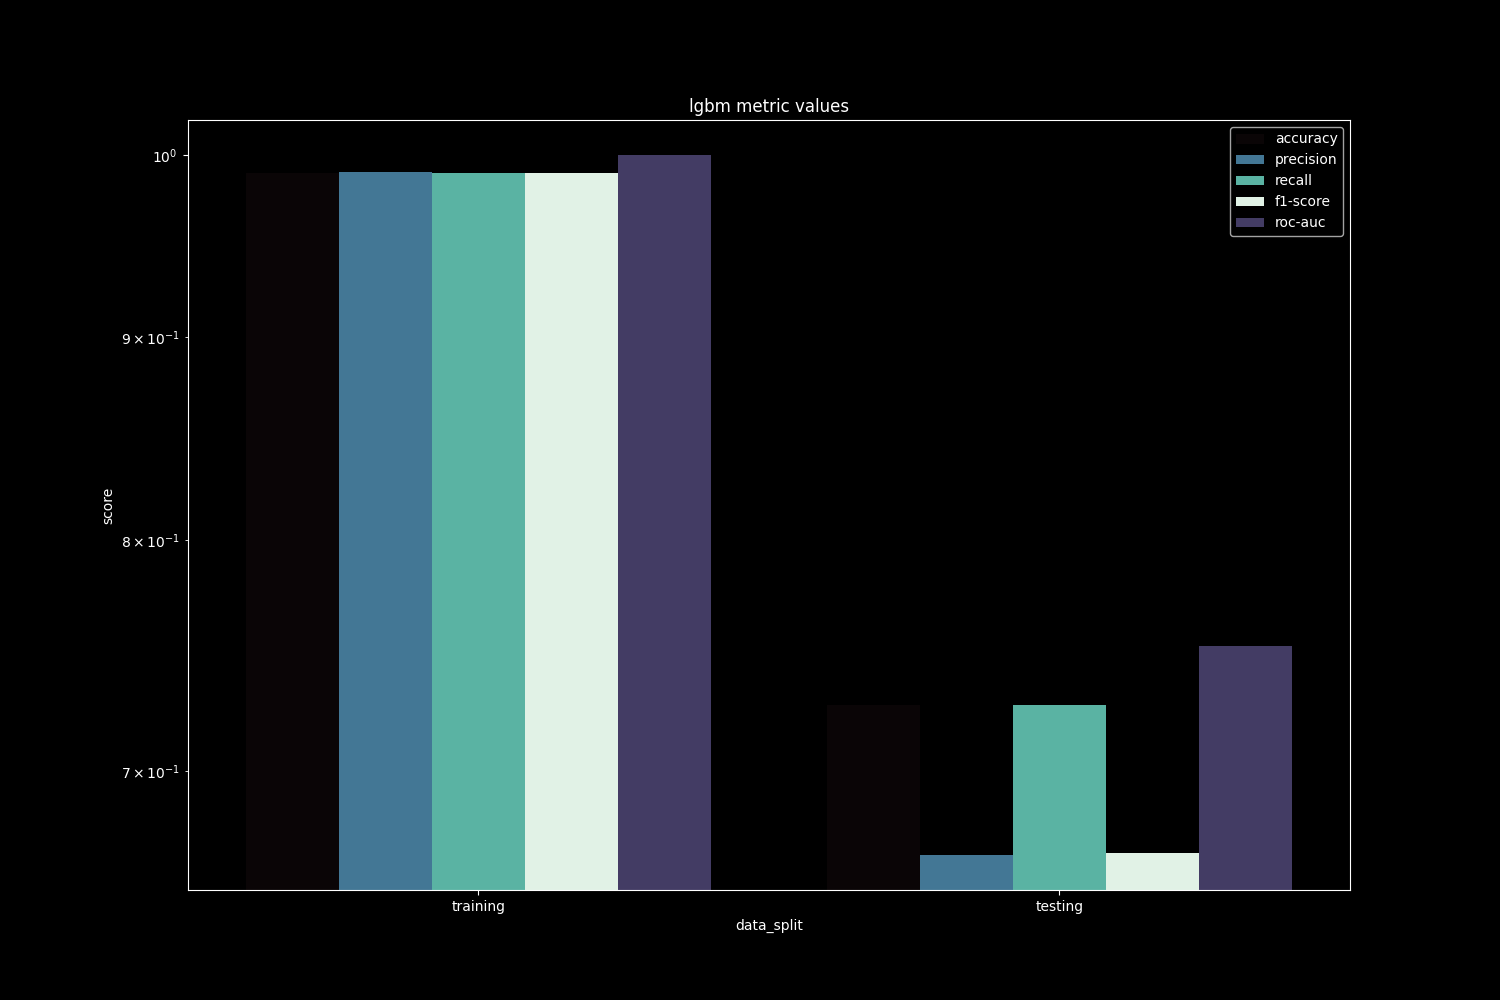 lgbm metric values
accuracy
precision
recall
f1-score
roc-auc
10⁰
9 × 10⁻¹
8 × 10⁻¹
7 × 10⁻¹
score
training
testing
data_split